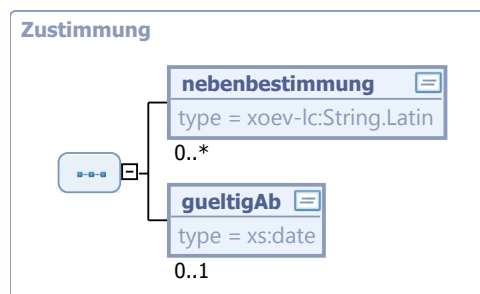 Zustimmung
nebenbestimmung
type = xoev-lc:String.Latin
0..*
gueltigAb
type = xs:date
0..1